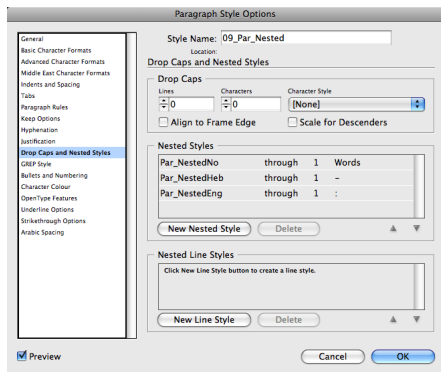 Paragraph Style Options
General
Basic Character Formats
Advanced Character Formats
Middle East Character Formats
Indents and Spacing
Tabs
Paragraph Rules
Keep Options
Hyphenation
Justification
Drop Caps and Nested Styles
GREP Style
Bullets and Numbering
Character Colour
OpenType Features
Underline Options
Strikethrough Options
Arabic Spacing
Style Name: 09_Par_Nested
Location:
Drop Caps and Nested Styles
Drop Caps
Lines Characters Character Style
0 0 [None]
Align to Frame Edge Scale for Descenders
Nested Styles
Par_NestedNo through 1 Words
Par_NestedHeb through 1 –
Par_NestedEng through 1 :
New Nested Style Delete
Nested Line Styles
Click New Line Style button to create a line style.
New Line Style Delete
Preview Cancel OK